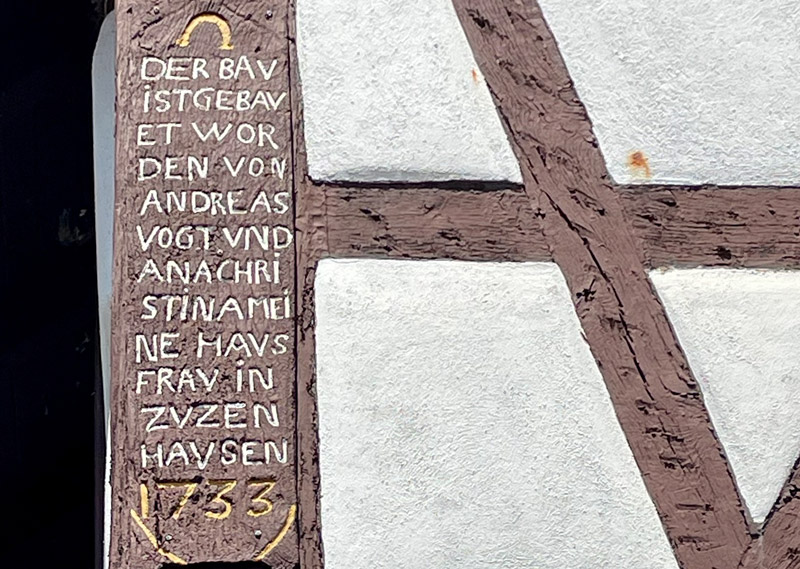 DER BAV
iSTGEBAV
ET WOR
DEN VON
ANDREAS
VOGT VND
ANACHRi
STiNAMEi
NE HAVS
FRAV iN
ZVZEN
HAVSEN
1733